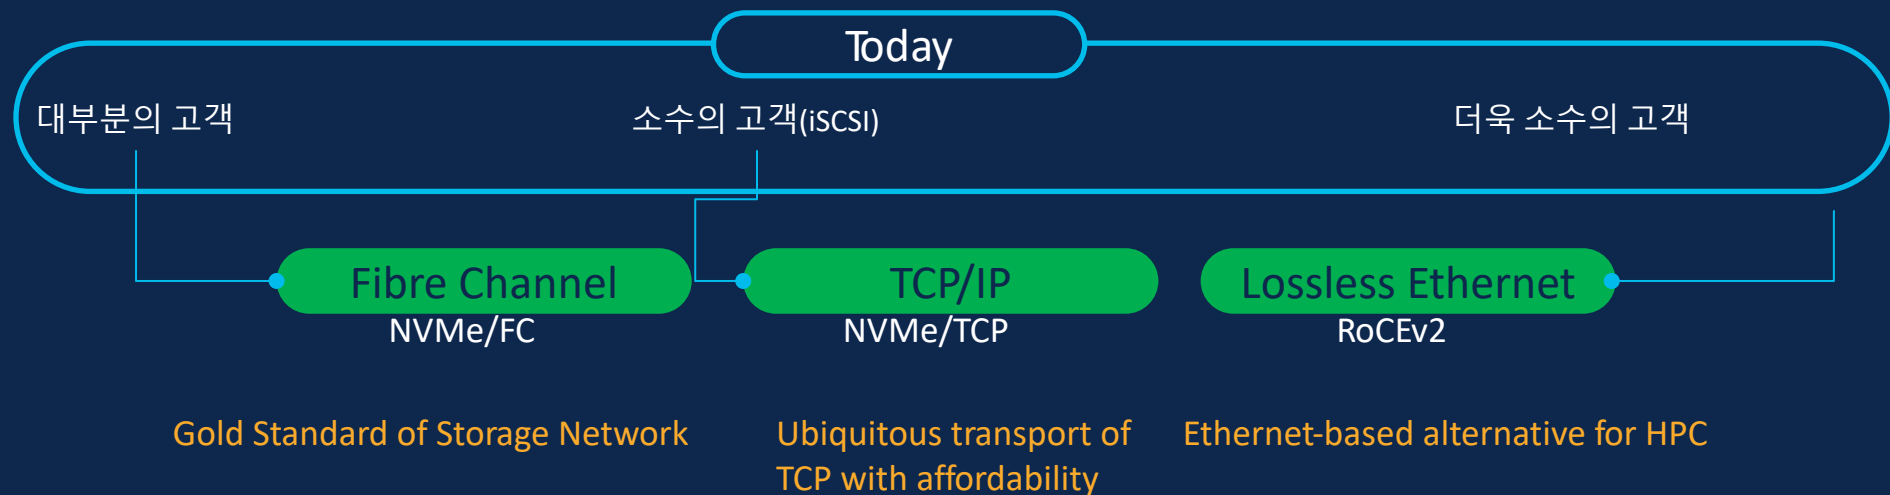 Today
대부분의 고객
소수의 고객(iSCSI)
더욱 소수의 고객
Fibre Channel
NVMe/FC
TCP/IP
NVMe/TCP
Lossless Ethernet
RoCEv2
Gold Standard of Storage Network
Ubiquitous transport of
TCP with affordability
Ethernet-based alternative for HPC